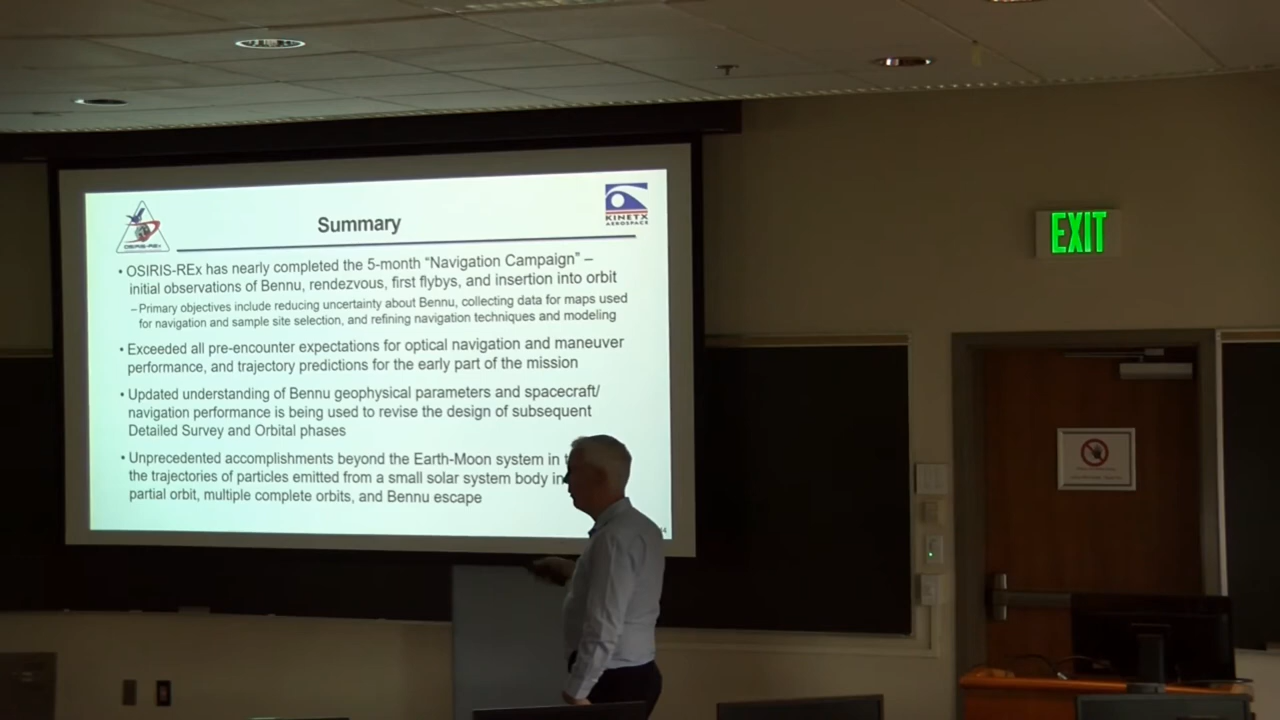 Summary
OSIRIS-REx
KINETX
AEROSPACE
• OSIRIS-REx has nearly completed the 5-month “Navigation Campaign” –
initial observations of Bennu, rendezvous, first flybys, and insertion into orbit
– Primary objectives include reducing uncertainty about Bennu, collecting data for maps used
for navigation and sample site selection, and refining navigation techniques and modeling
• Exceeded all pre-encounter expectations for optical navigation and maneuver
performance, and trajectory predictions for the early part of the mission
• Updated understanding of Bennu geophysical parameters and spacecraft/
navigation performance is being used to revise the design of subsequent
Detailed Survey and Orbital phases
• Unprecedented accomplishments beyond the Earth-Moon system in
the trajectories of particles emitted from a small solar system body
partial orbit, multiple complete orbits, and Bennu escape
EXIT